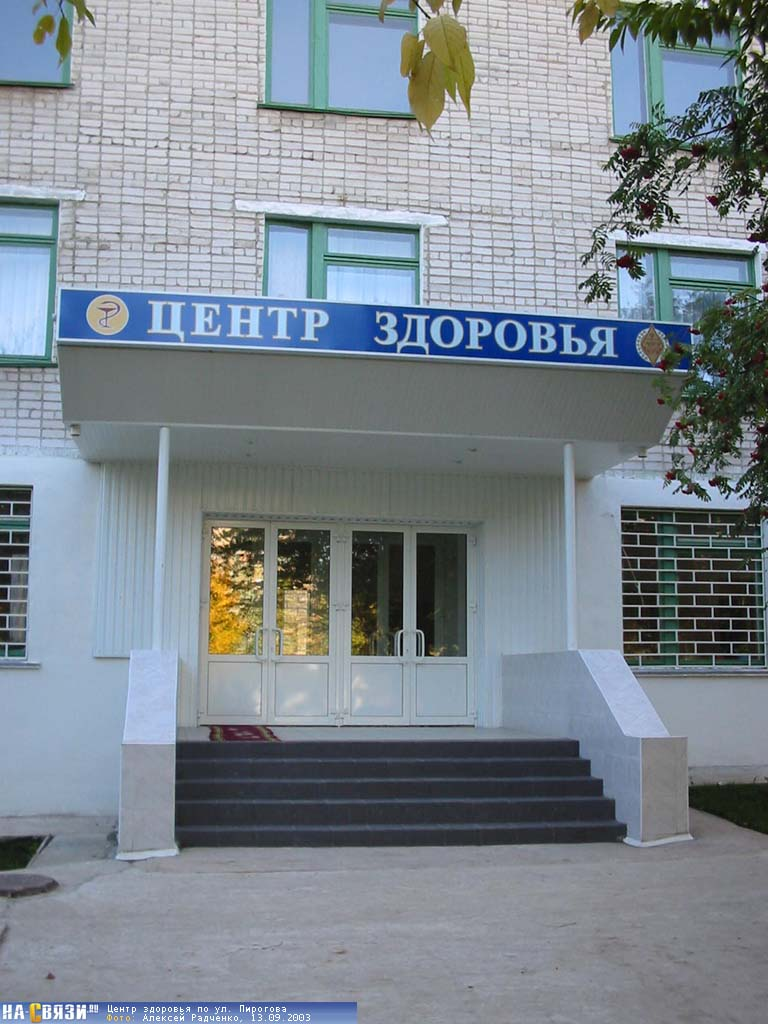 ЦЕНТР ЗДОРОВЬЯ
НА СВЯЗИ.RU
Центр здоровья по ул. Пирогова
Фото: Алексей Радченко, 13.09.2003